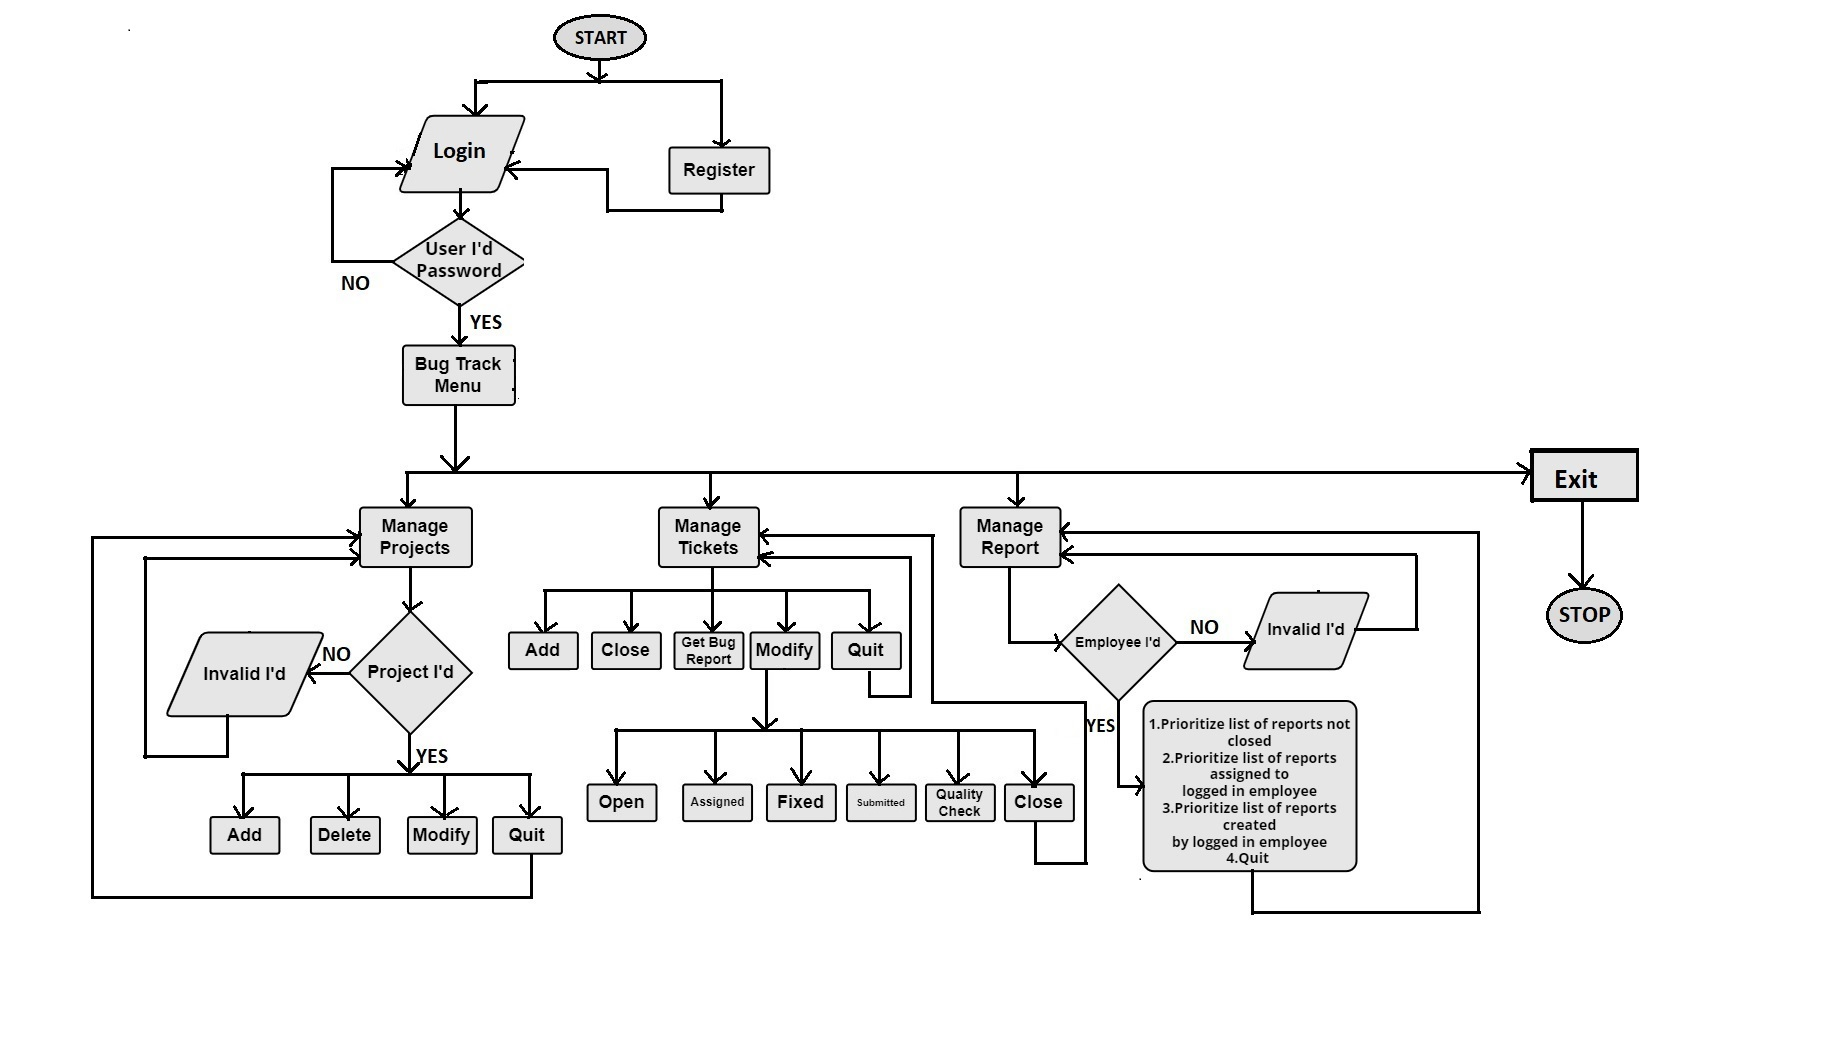 START
Login
Register
User I'd
Password
NO
YES
Bug Track
Menu
Exit
Manage
Projects
Manage
Tickets
Manage
Report
STOP
Invalid I'd
NO
Project I'd
YES
Add
Delete
Modify
Quit
Add
Close
Get Bug
Report
Modify
Quit
Open
Assigned
Fixed
Submitted
Quality
Check
Close
Employee I'd
NO
Invalid I'd
YES
1.Prioritize list of reports not
closed
2.Prioritize list of reports
assigned to
logged in employee
3.Prioritize list of reports
created
by logged in employee
4.Quit